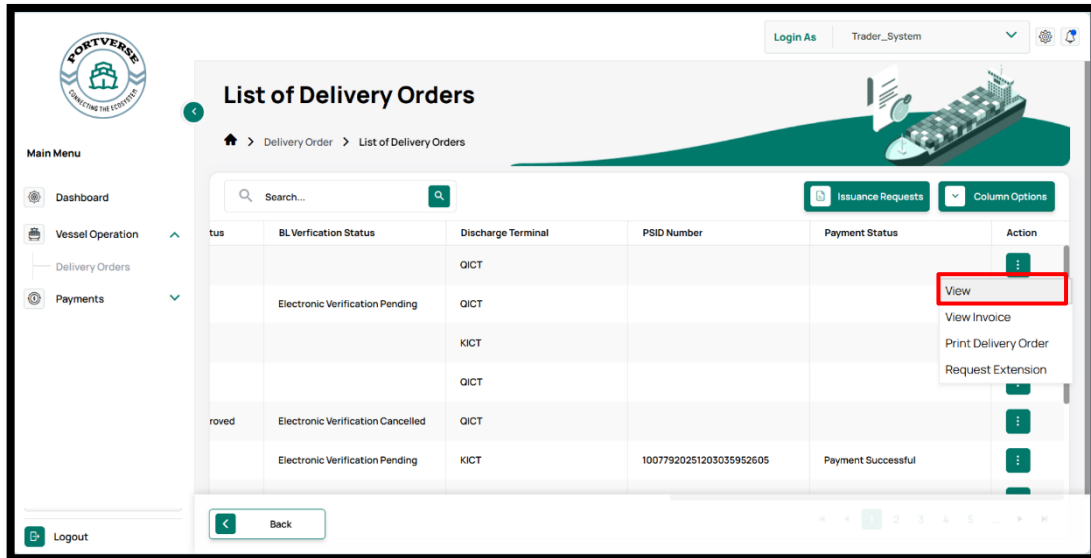 PORTVERSE
CONNECTING THE ECOSYSTEM
Login As Trader_System
List of Delivery Orders
Delivery Order > List of Delivery Orders
Main Menu
Dashboard
Vessel Operation
Delivery Orders
Payments
Logout
Search...
Issuance Requests
Column Options
tus BL Verfication Status Discharge Terminal PSID Number Payment Status Action
QICT
Electronic Verification Pending QICT
KICT
QICT
roved Electronic Verification Cancelled QICT
Electronic Verification Pending KICT 10077920251203035952605 Payment Successful
View
View Invoice
Print Delivery Order
Request Extension
Back
1 2 3 4 5 ...